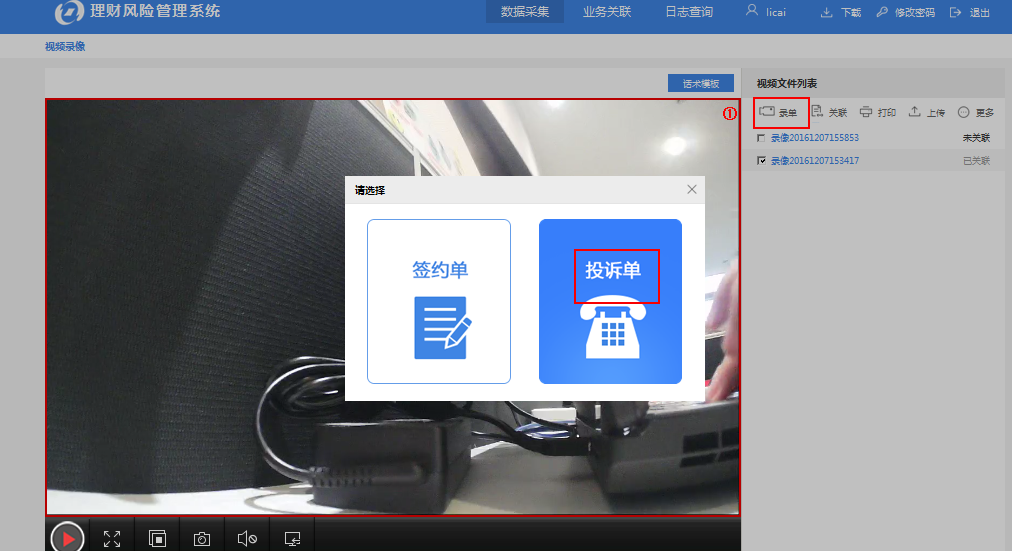 理财风险管理系统 数据采集 业务关联 日志查询 licai 下载 修改密码 退出
视频录像
话术模板 视频文件列表
①
录单 关联 打印 上传 更多
录像20161207155853 未关联
录像20161207153417 已关联
请选择
签约单 投诉单